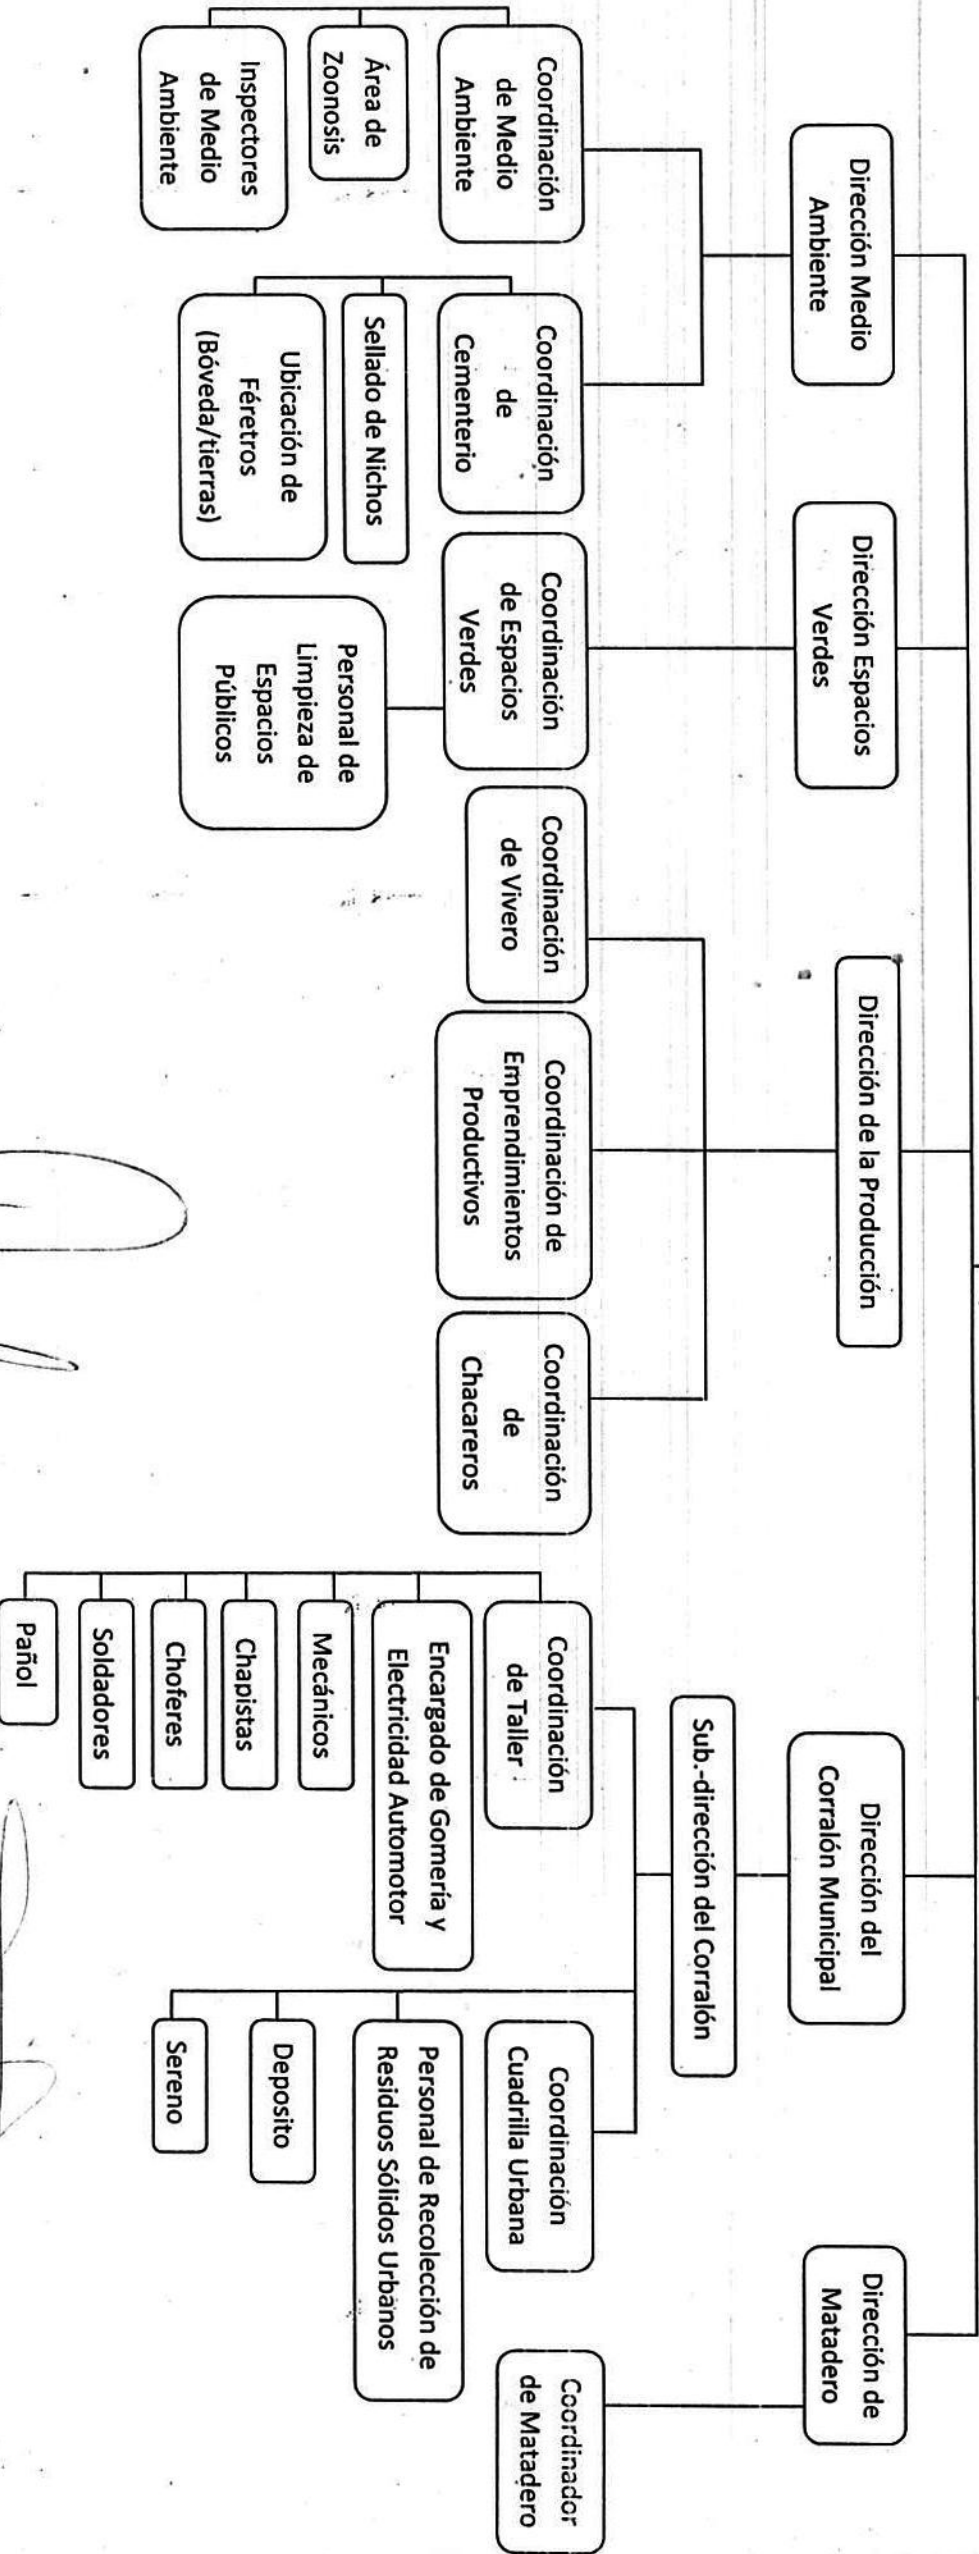 Dirección Medio
Ambiente
Coordinación
de Medio
Ambiente
Área de
Zoonosis
Inspectores
de Medio
Ambiente
Coordinación
de
Cementerio
Sellado de Nichos
Ubicación de
Féretros
(Bóveda/tierras)
Dirección Espacios
Verdes
Coordinación
de Espacios
Verdes
Personal de
Limpieza de
Espacios
Públicos
Dirección de la Producción
Coordinación
de Vivero
Coordinación de
Emprendimientos
Productivos
Coordinación
de
Chacareros
Dirección del
Corralón Municipal
Sub.-dirección del Corralón
Coordinación
de Taller
Encargado de Gomería y
Electricidad Automotor
Mecánicos
Chapistas
Choferes
Soldadores
Pañol
Coordinación
Cuadrilla Urbana
Personal de Recolección de
Residuos Sólidos Urbanos
Deposito
Sereno
Dirección de
Matadero
Coordinador
de Matadero